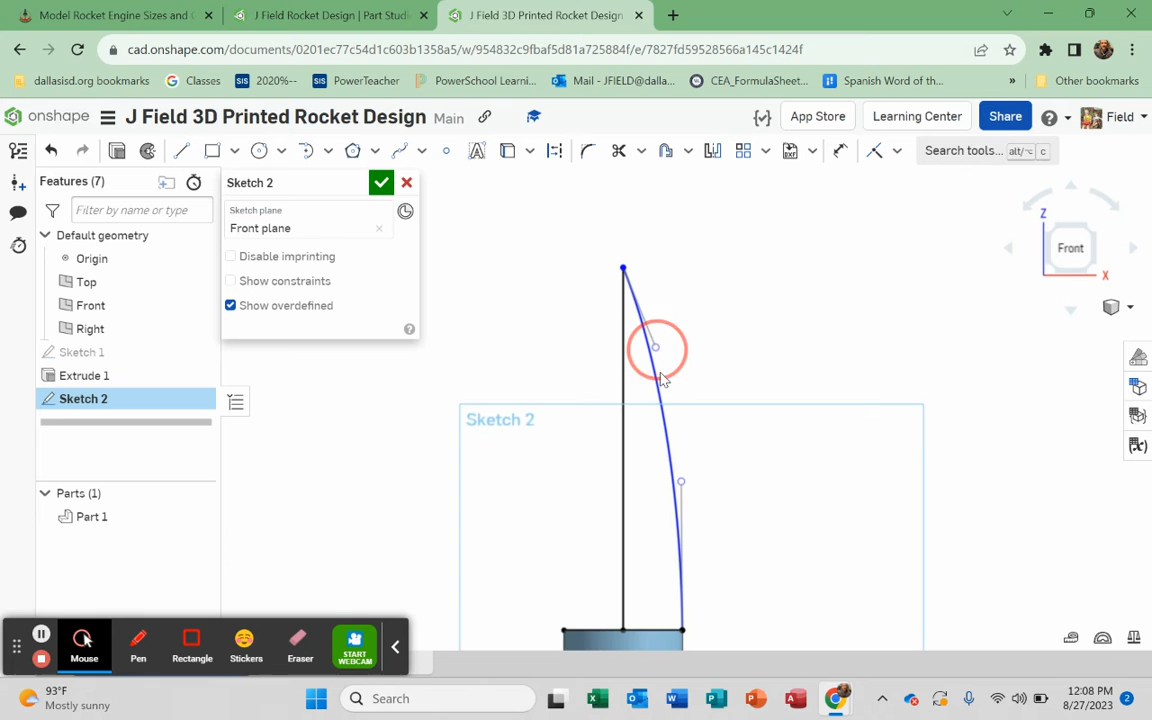 Model Rocket Engine Sizes and C
J Field Rocket Design | Part Studi
J Field 3D Printed Rocket Design
cad.onshape.com/documents/0201ec77c54d1c603b1358a5/w/954832c9fbaf5d81a725884f/e/7827fd59528566a145c1424f
dallasisd.org bookmarks
Classes
SIS 2020%--
SIS PowerTeacher
PowerSchool Learni...
Mail - JFIELD@dalla...
CEA_FormulaSheet...
Spanish Word of the...
»
Other bookmarks
onshape
J Field 3D Printed Rocket Design
Main
App Store
Learning Center
Share
Field
Search tools...
alt/⌥ c
Features (7)
Filter by name or type
Default geometry
Origin
Top
Front
Right
Sketch 1
Extrude 1
Sketch 2
Parts (1)
Part 1
Sketch 2
Sketch plane
Front plane
Disable imprinting
Show constraints
Show overdefined
Sketch 2
Z
Front
X
Mouse
Pen
Rectangle
Stickers
Eraser
START
WEBCAM
93°F
Mostly sunny
Search
12:08 PM
8/27/2023
2